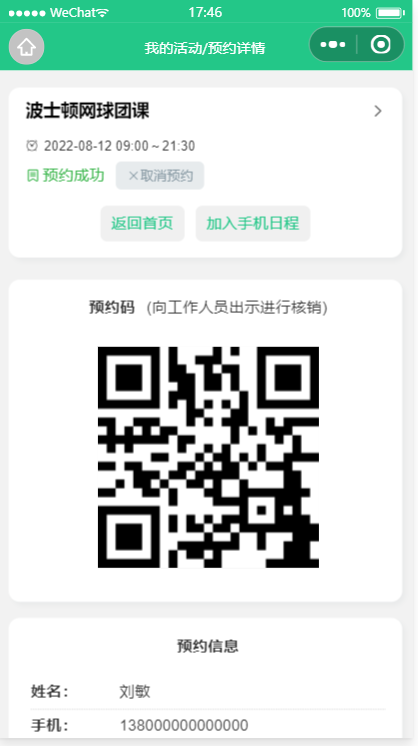 WeChat 17:46 100%
我的活动/预约详情
波士顿网球团课
2022-08-12 09:00 ~ 21:30
预约成功 ×取消预约
返回首页 加入手机日程
预约码 (向工作人员出示进行核销)
预约信息
姓名: 刘敏
手机: 138000000000000